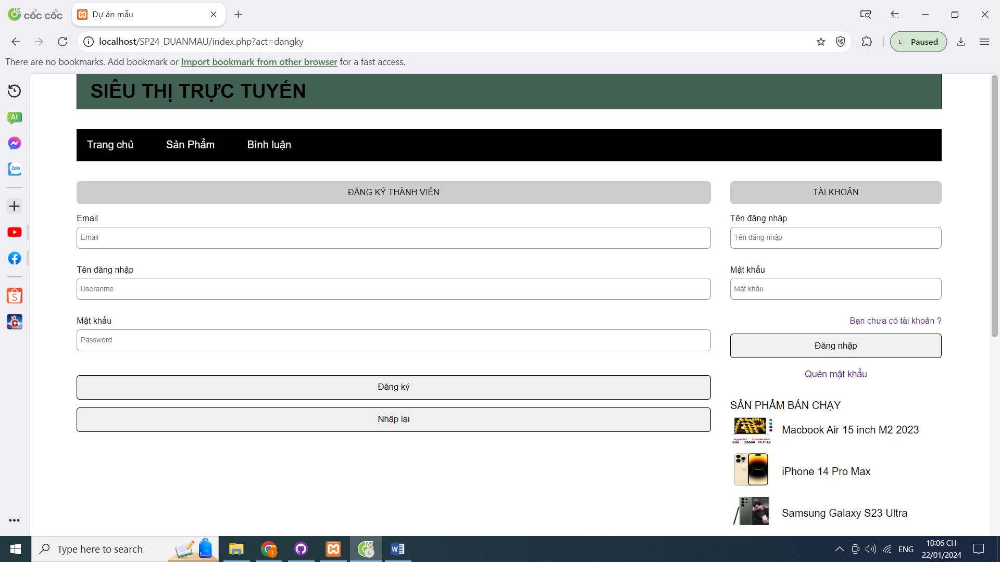 cốc cốc
Dự án mẫu
localhost/SP24_DUANMAU/index.php?act=dangky
L Paused
There are no bookmarks. Add bookmark or Import bookmark from other browser for a fast access.
AI
Zalo
SIÊU THỊ TRỰC TUYẾN
Trang chủ Sản Phẩm Bình luận
ĐĂNG KÝ THÀNH VIÊN
Email
Email
Tên đăng nhập
Useranme
Mật khẩu
Password
Đăng ký
Nhập lại
TÀI KHOẢN
Tên đăng nhập
Tên đăng nhập
Mật khẩu
Mật khẩu
Bạn chưa có tài khoản ?
Đăng nhập
Quên mật khẩu
SẢN PHẨM BÁN CHẠY
Macbook Air 15 inch M2 2023
iPhone 14 Pro Max
Samsung Galaxy S23 Ultra
Type here to search
ENG
10:06 CH
22/01/2024